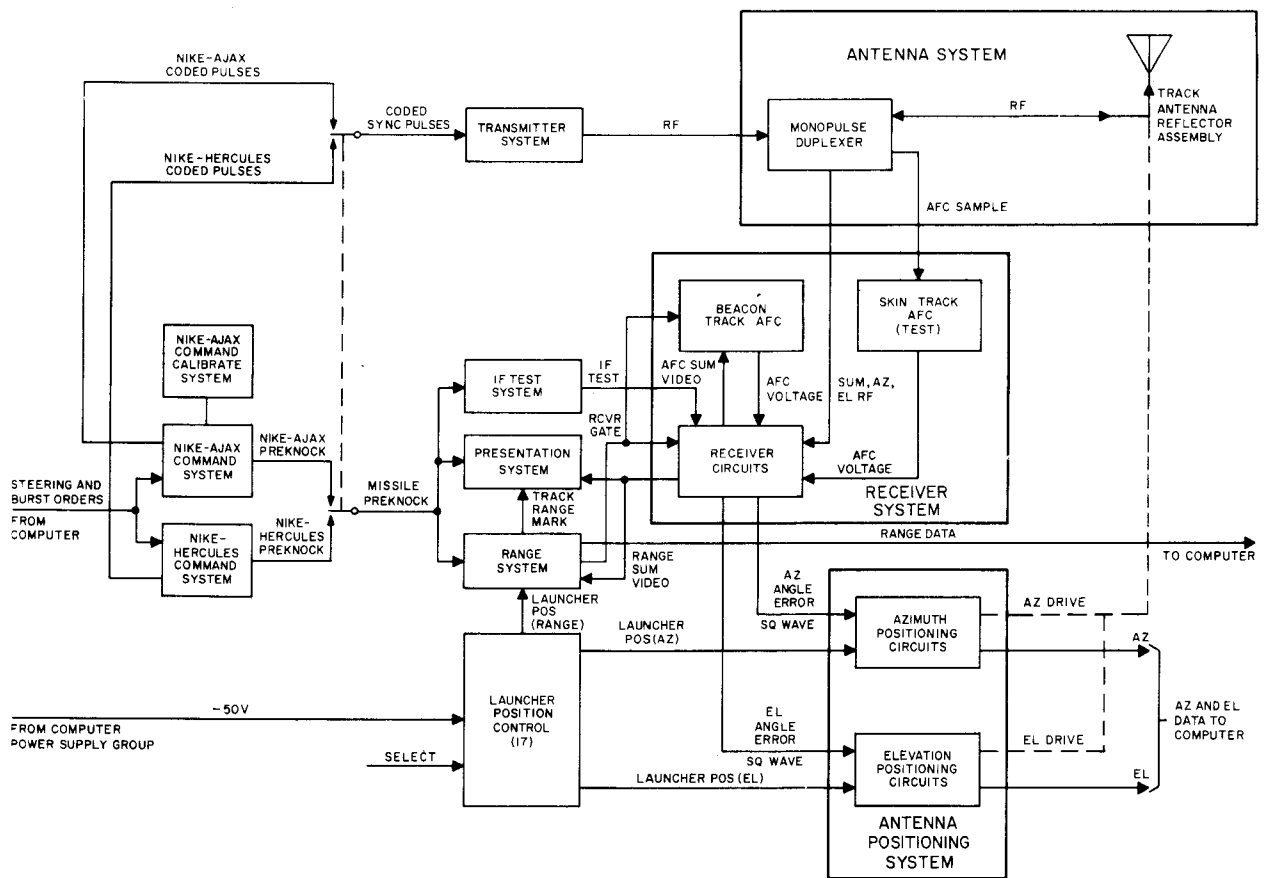 NIKE-AJAX
CODED PULSES
NIKE-HERCULES
CODED PULSES
CODED
SYNC PULSES
TRANSMITTER
SYSTEM
RF
ANTENNA SYSTEM
MONOPULSE
DUPLEXER
RF
TRACK
ANTENNA
REFLECTOR
ASSEMBLY
AFC SAMPLE
BEACON
TRACK AFC
SKIN TRACK
AFC
(TEST)
NIKE-AJAX
COMMAND
CALIBRATE
SYSTEM
IF TEST
SYSTEM
IF
TEST
AFC SUM
VIDEO
AFC
VOLTAGE
SUM, AZ,
EL RF
RCVR
GATE
NIKE-AJAX
COMMAND
SYSTEM
NIKE-AJAX
PREKNOCK
PRESENTATION
SYSTEM
RECEIVER
CIRCUITS
AFC
VOLTAGE
RECEIVER
SYSTEM
STEERING AND
BURST ORDERS
FROM
COMPUTER
MISSILE
PREKNOCK
TRACK
RANGE
MARK
NIKE-
HERCULES
PREKNOCK
NIKE-
HERCULES
COMMAND
SYSTEM
RANGE
SYSTEM
RANGE
SUM
VIDEO
RANGE DATA
TO COMPUTER
LAUNCHER
POS
(RANGE)
AZ
ANGLE
ERROR
SQ WAVE
LAUNCHER
POS(AZ)
AZIMUTH
POSITIONING
CIRCUITS
AZ DRIVE
AZ
-50V
FROM COMPUTER
POWER SUPPLY GROUP
LAUNCHER
POSITION
CONTROL
(17)
SELECT
EL
ANGLE
ERROR
SQ WAVE
LAUNCHER POS (EL)
ELEVATION
POSITIONING
CIRCUITS
EL DRIVE
EL
AZ AND EL
DATA TO
COMPUTER
ANTENNA
POSITIONING
SYSTEM